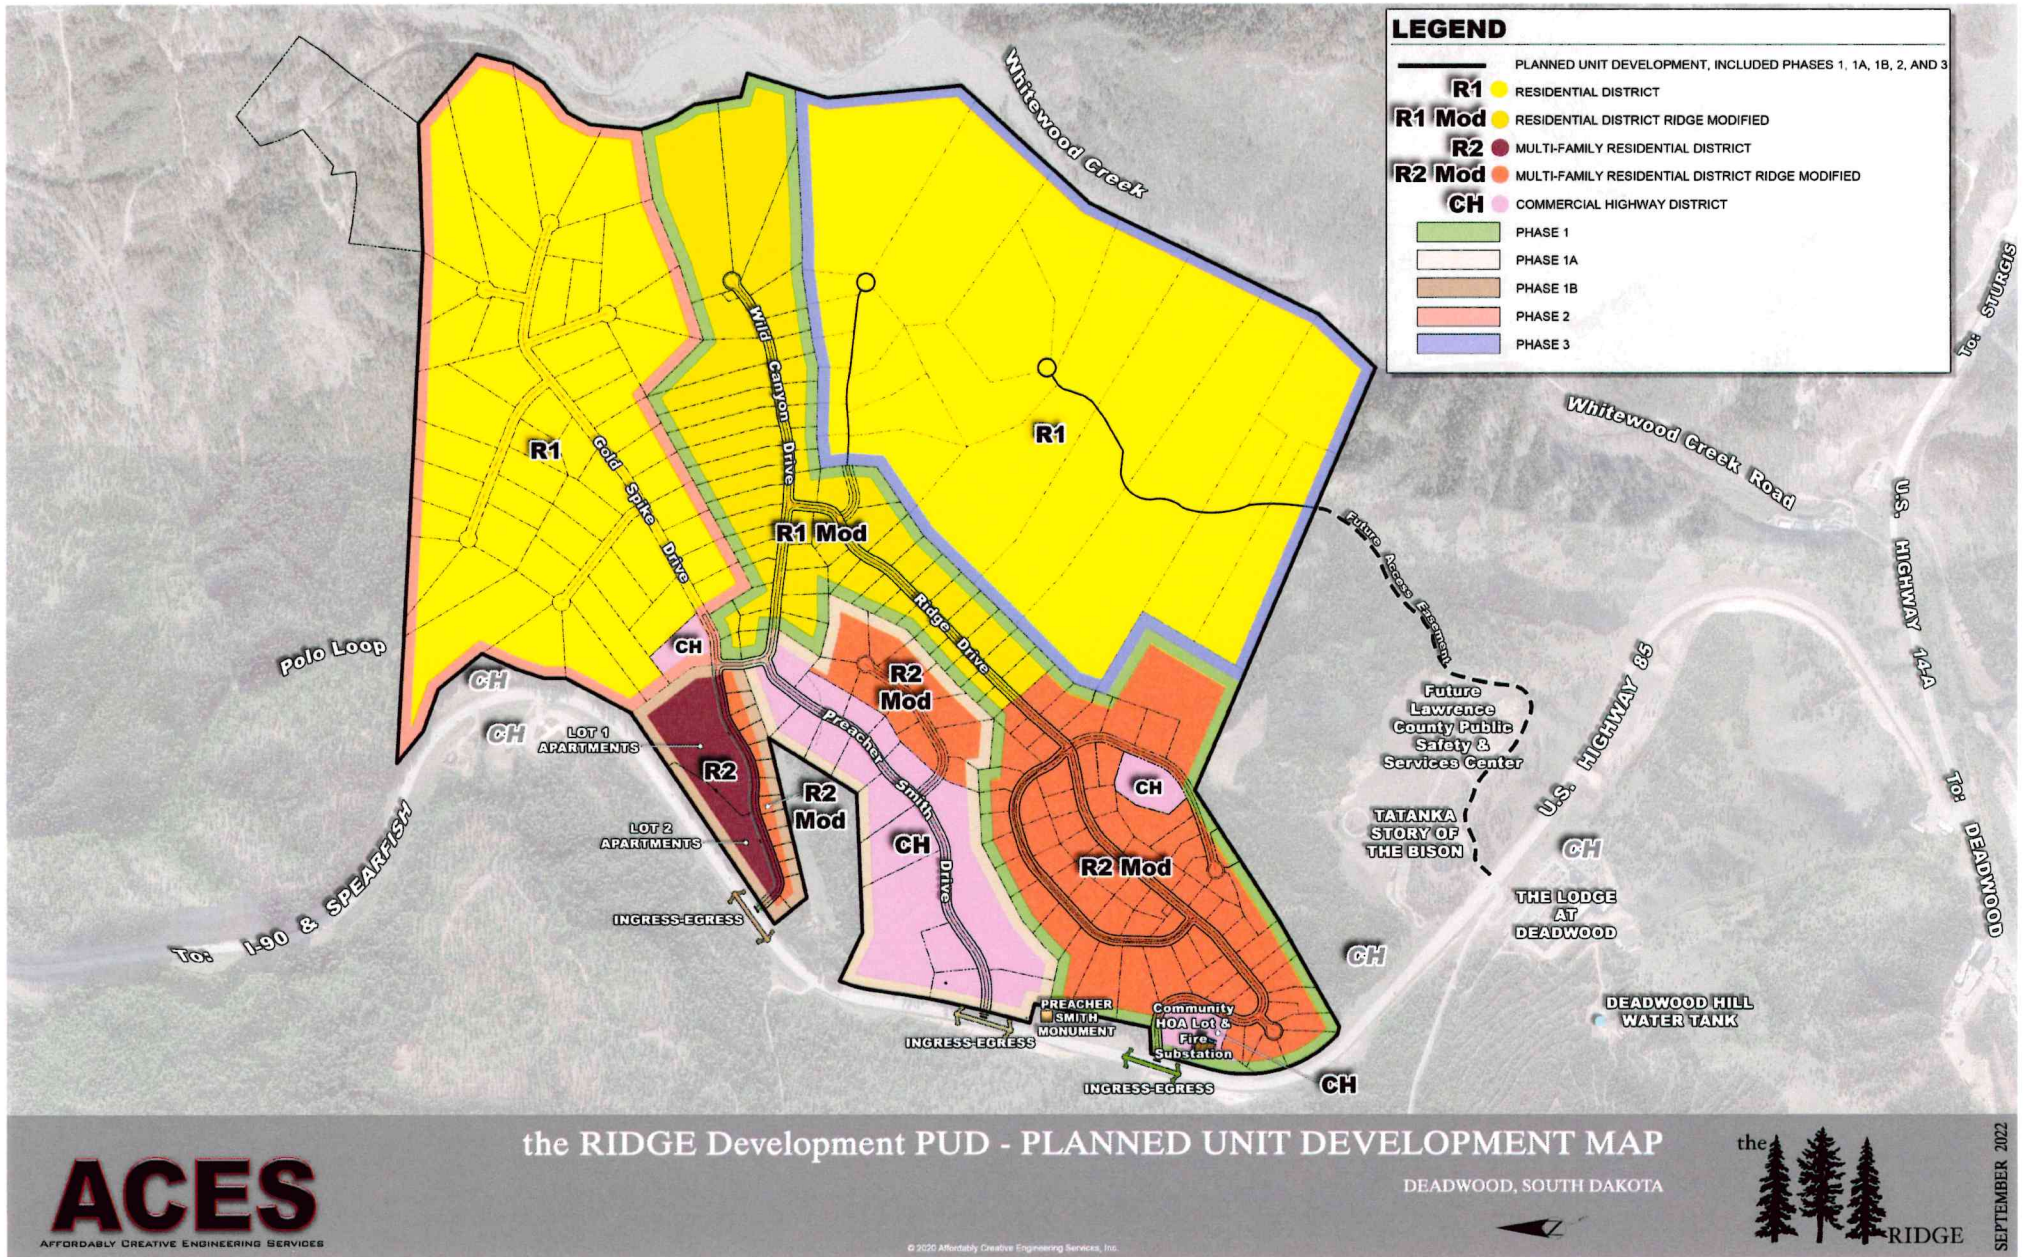 LEGEND
PLANNED UNIT DEVELOPMENT, INCLUDED PHASES 1, 1A, 1B, 2, AND 3
R1 RESIDENTIAL DISTRICT
R1 Mod RESIDENTIAL DISTRICT RIDGE MODIFIED
R2 MULTI-FAMILY RESIDENTIAL DISTRICT
R2 Mod MULTI-FAMILY RESIDENTIAL DISTRICT RIDGE MODIFIED
CH COMMERCIAL HIGHWAY DISTRICT
PHASE 1
PHASE 1A
PHASE 1B
PHASE 2
PHASE 3
Whitewood Creek
To: STURGIS
Wild Canyon Drive
Whitewood Creek Road
R1
R1
Gold Spike Drive
U.S. HIGHWAY 14-A
R1 Mod
Future Access Easement
Ridge Drive
Polo Loop
CH
CH
CH
R2
Mod
Preacher Smith Drive
LOT 1
APARTMENTS
R2
R2
Mod
CH
Future
Lawrence
County Public
Safety &
Services Center
U.S. HIGHWAY 85
To: DEADWOOD
LOT 2
APARTMENTS
CH
R2 Mod
TATANKA
STORY OF
THE BISON
CH
To: I-90 & SPEARFISH
INGRESS-EGRESS
THE LODGE
AT
DEADWOOD
CH
PREACHER
SMITH
MONUMENT
INGRESS-EGRESS
Community
HOA Lot &
Fire
Substation
DEADWOOD HILL
WATER TANK
INGRESS-EGRESS
CH
the RIDGE Development PUD - PLANNED UNIT DEVELOPMENT MAP
DEADWOOD, SOUTH DAKOTA
Z
ACES
AFFORDABLY CREATIVE ENGINEERING SERVICES
© 2020 Affordably Creative Engineering Services, Inc.
the
RIDGE
SEPTEMBER 2022